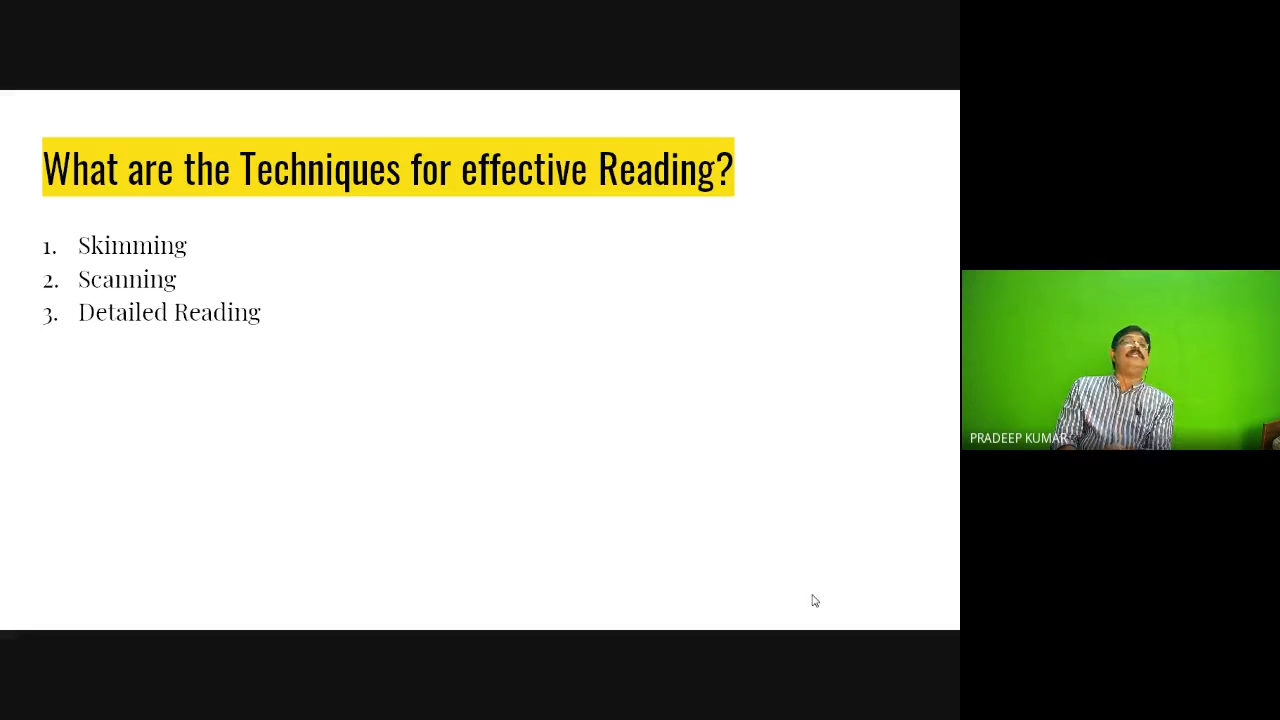 What are the Techniques for effective Reading?
1. Skimming
2. Scanning
3. Detailed Reading
PRADEEP KUMAR